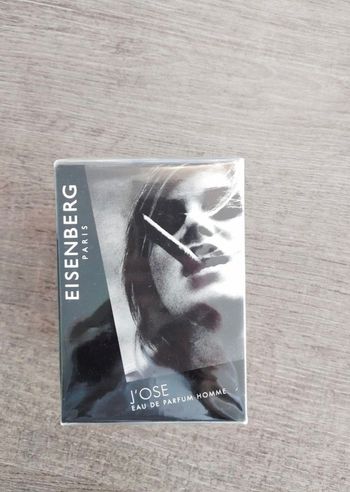 EISENBERG
PARIS
J'OSE
EAU DE PARFUM HOMME